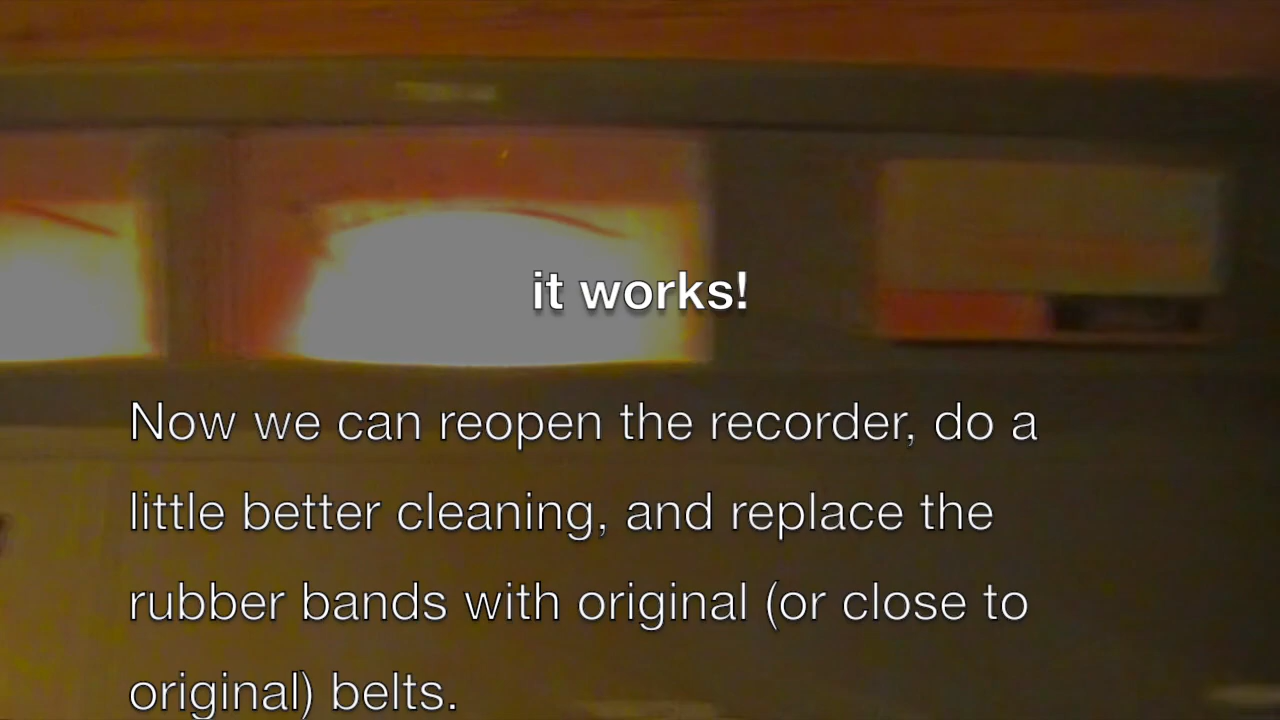 it works!
Now we can reopen the recorder, do a
little better cleaning, and replace the
rubber bands with original (or close to
original) belts.